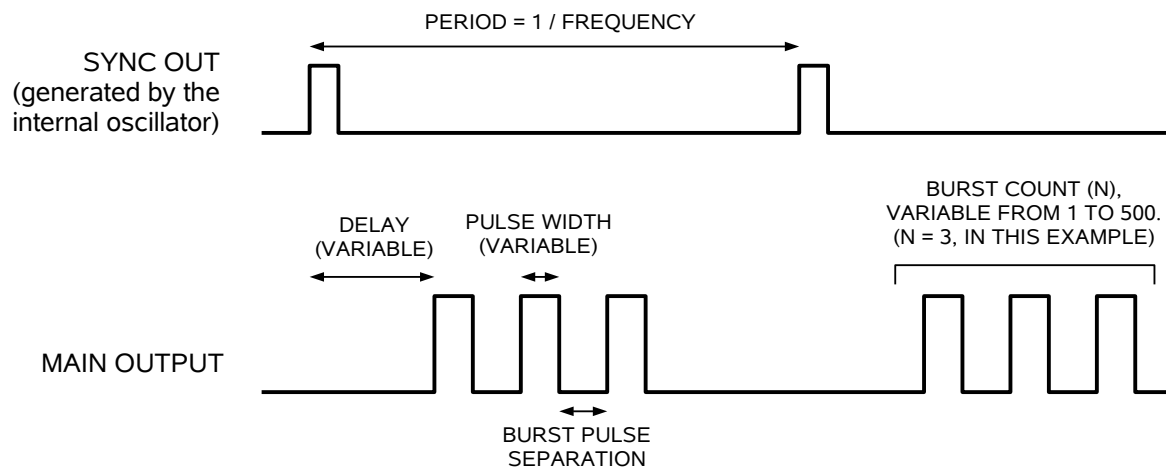 PERIOD = 1 / FREQUENCY
SYNC OUT
(generated by the
internal oscillator)
BURST COUNT (N),
VARIABLE FROM 1 TO 500.
(N = 3, IN THIS EXAMPLE)
DELAY
(VARIABLE)
PULSE WIDTH
(VARIABLE)
MAIN OUTPUT
BURST PULSE
SEPARATION